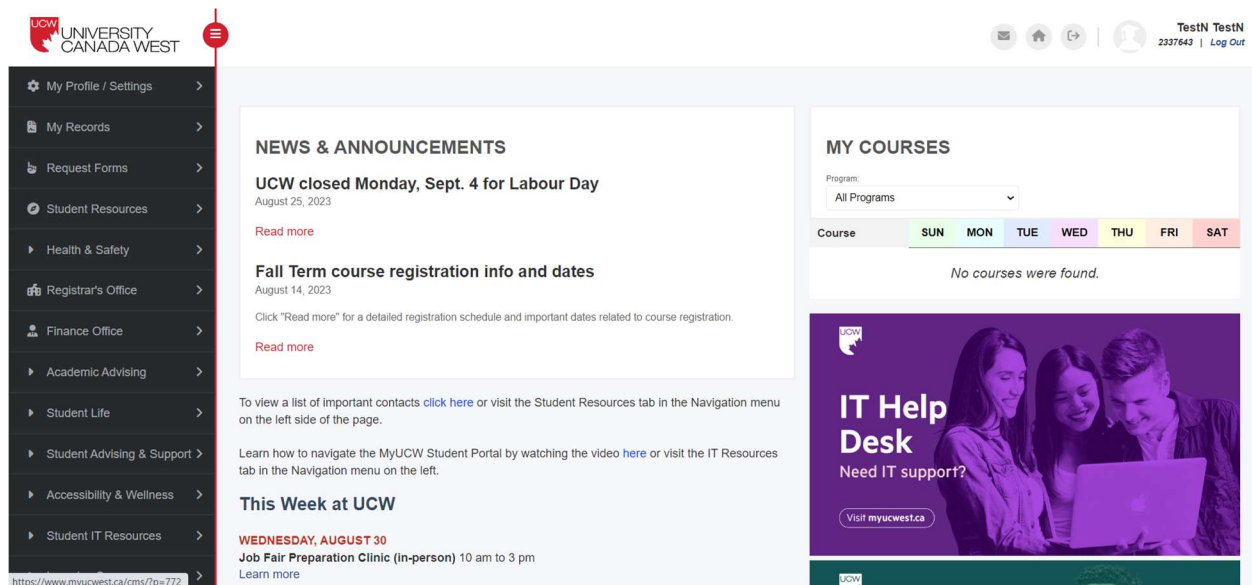 UCW
UNIVERSITY
CANADA WEST
TestN TestN
2337643 | Log Out
My Profile / Settings
My Records
Request Forms
Student Resources
Health & Safety
Registrar's Office
Finance Office
Academic Advising
Student Life
Student Advising & Support
Accessibility & Wellness
Student IT Resources
https://www.myucwest.ca/cms/?p=772
NEWS & ANNOUNCEMENTS
UCW closed Monday, Sept. 4 for Labour Day
August 25, 2023
Read more
Fall Term course registration info and dates
August 14, 2023
Click "Read more" for a detailed registration schedule and important dates related to course registration.
Read more
To view a list of important contacts click here or visit the Student Resources tab in the Navigation menu
on the left side of the page.
Learn how to navigate the MyUCW Student Portal by watching the video here or visit the IT Resources
tab in the Navigation menu on the left.
This Week at UCW
WEDNESDAY, AUGUST 30
Job Fair Preparation Clinic (in-person) 10 am to 3 pm
Learn more
MY COURSES
Program:
All Programs
Course SUN MON TUE WED THU FRI SAT
No courses were found.
UCW
IT Help
Desk
Need IT support?
Visit myucwest.ca
UCW